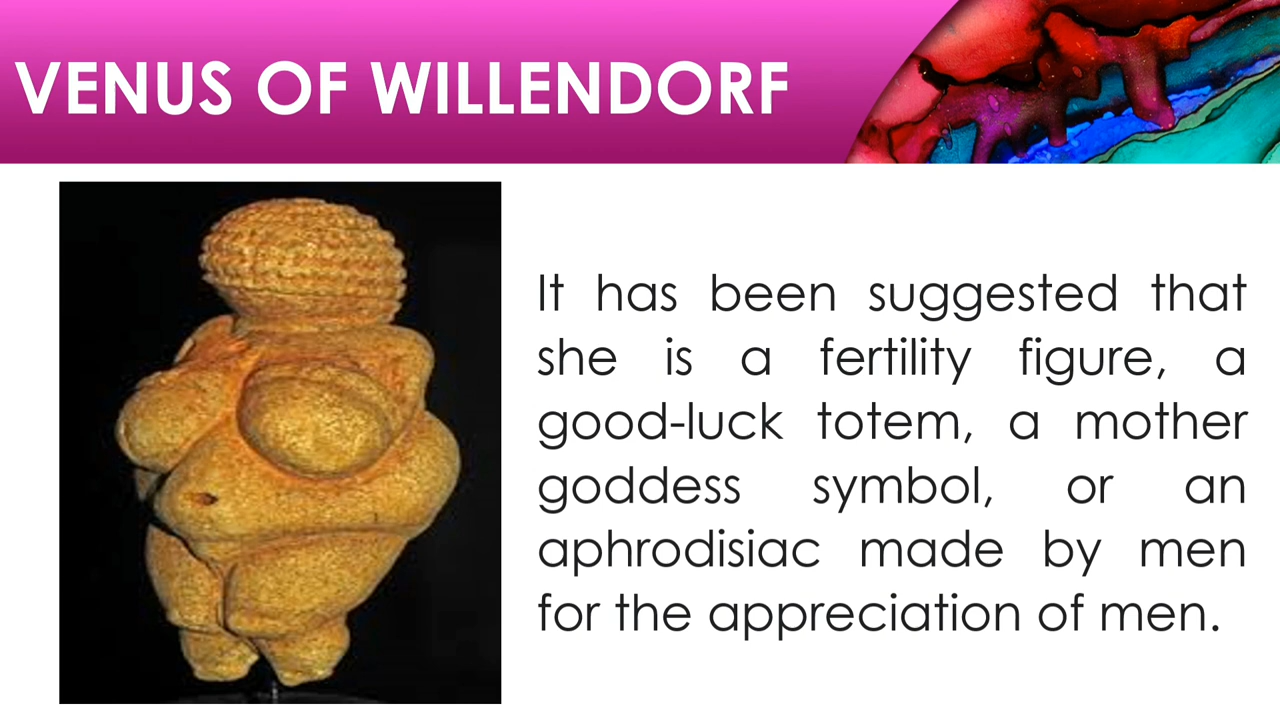 VENUS OF WILLENDORF
It has been suggested that
she is a fertility figure, a
good-luck totem, a mother
goddess symbol, or an
aphrodisiac made by men
for the appreciation of men.